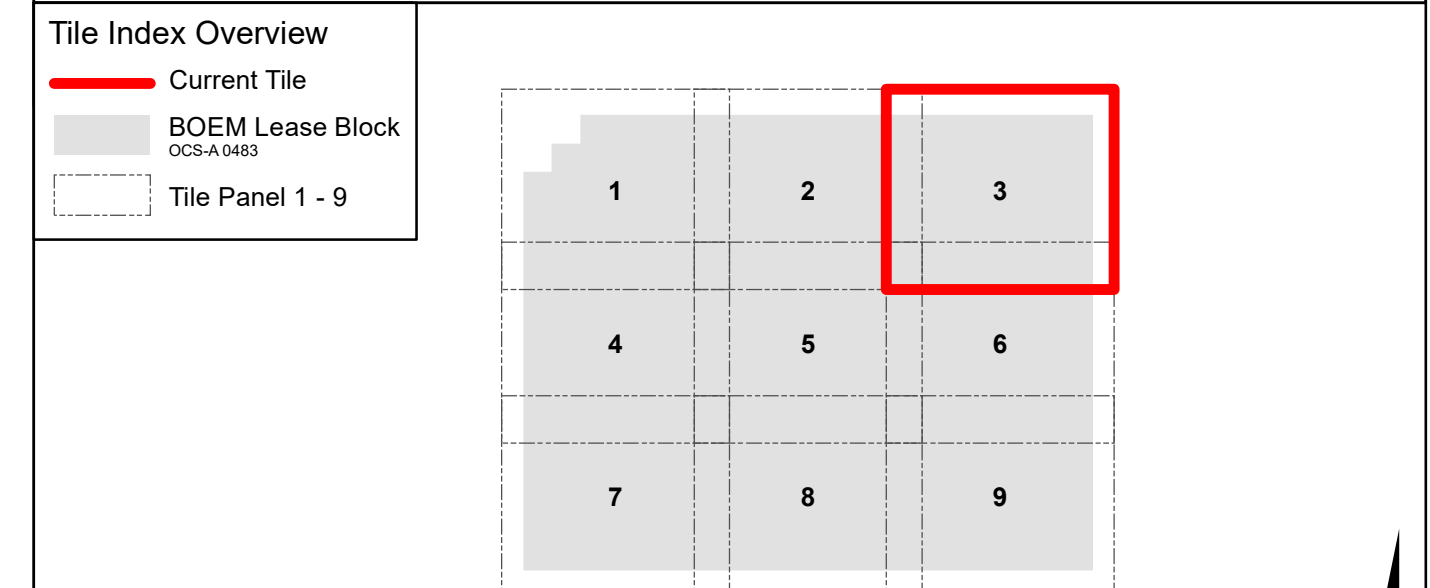 Tile Index Overview
Current Tile
BOEM Lease Block
OCS-A 0483
Tile Panel 1 - 9
1 2 3
4 5 6
7 8 9